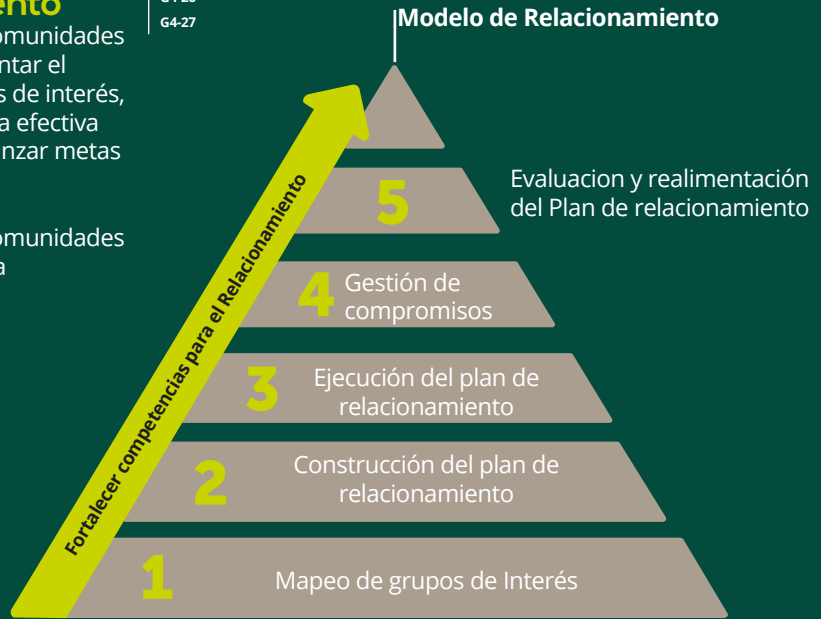 omunidades
ntar el
s de interés,
a efectiva
nzar metas
omunidades
a
G4-27
Modelo de Relacionamiento
Fortalecer competencias para el Relacionamiento
5
Evaluacion y realimentación
del Plan de relacionamiento
4
Gestión de
compromisos
3
Ejecución del plan de
relacionamiento
2
Construcción del plan de
relacionamiento
1
Mapeo de grupos de Interés